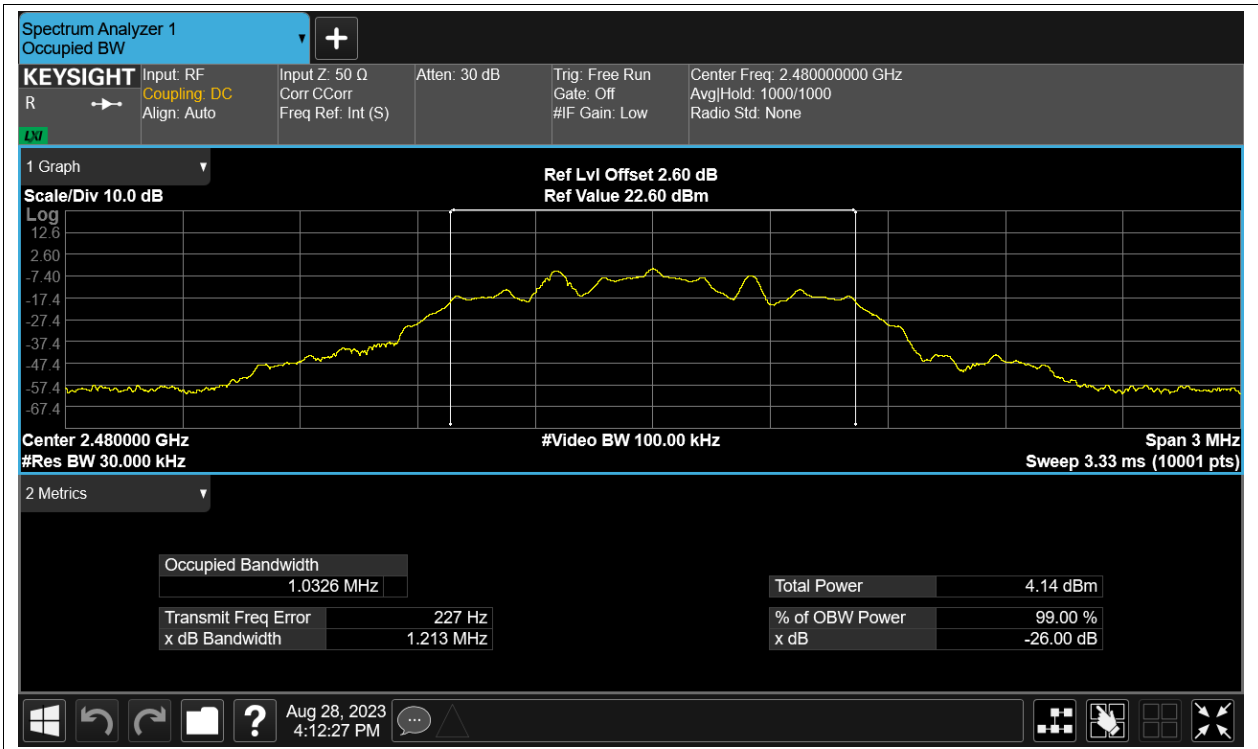 Spectrum Analyzer 1
Occupied BW
KEYSIGHT
R
LXI
Input: RF
Coupling: DC
Align: Auto
Input Z: 50 Ω
Corr CCorr
Freq Ref: Int (S)
Atten: 30 dB
Trig: Free Run
Gate: Off
#IF Gain: Low
Center Freq: 2.480000000 GHz
Avg|Hold: 1000/1000
Radio Std: None
1 Graph
Scale/Div 10.0 dB
Ref Lvl Offset 2.60 dB
Ref Value 22.60 dBm
Log
12.6
2.60
-7.40
-17.4
-27.4
-37.4
-47.4
-57.4
-67.4
Center 2.480000 GHz
#Res BW 30.000 kHz
#Video BW 100.00 kHz
Span 3 MHz
Sweep 3.33 ms (10001 pts)
2 Metrics
Occupied Bandwidth
1.0326 MHz
Transmit Freq Error 227 Hz
x dB Bandwidth 1.213 MHz
Total Power 4.14 dBm
% of OBW Power 99.00 %
x dB -26.00 dB
?
Aug 28, 2023
4:12:27 PM